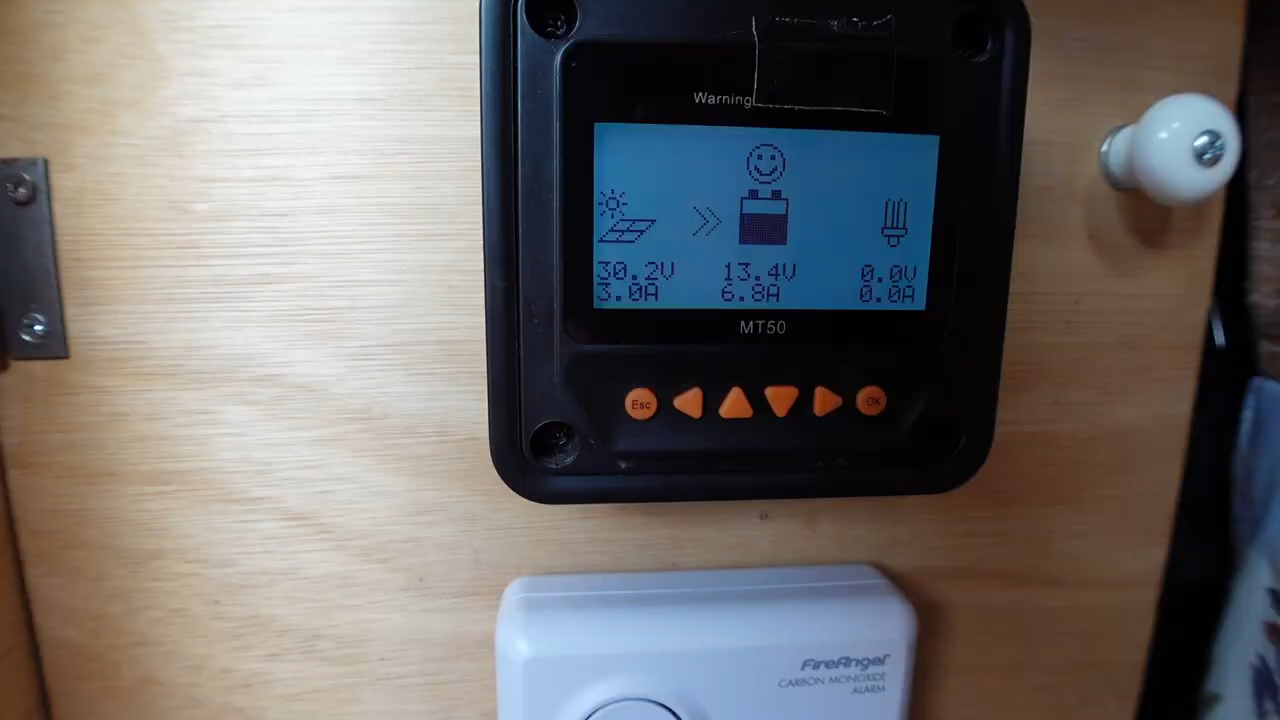 Warning
30.2V 13.4V 0.0V
3.0A 6.8A 0.0A
MT50
Esc OK
FireAngel
CARBON MONOXIDE
ALARM